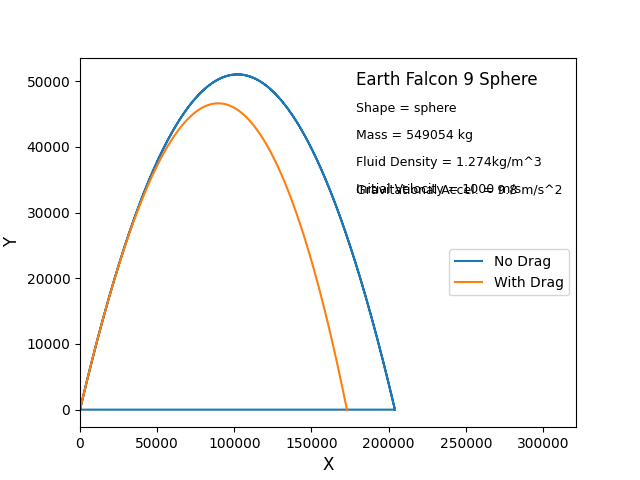 Earth Falcon 9 Sphere
Shape = sphere
Mass = 549054 kg
Fluid Density = 1.274kg/m^3
Initial Velocity = 1000 m/s
Gravitational Accel. = 9.8 m/s^2
No Drag
With Drag
Y
50000
40000
30000
20000
10000
0
0 50000 100000 150000 200000 250000 300000
X